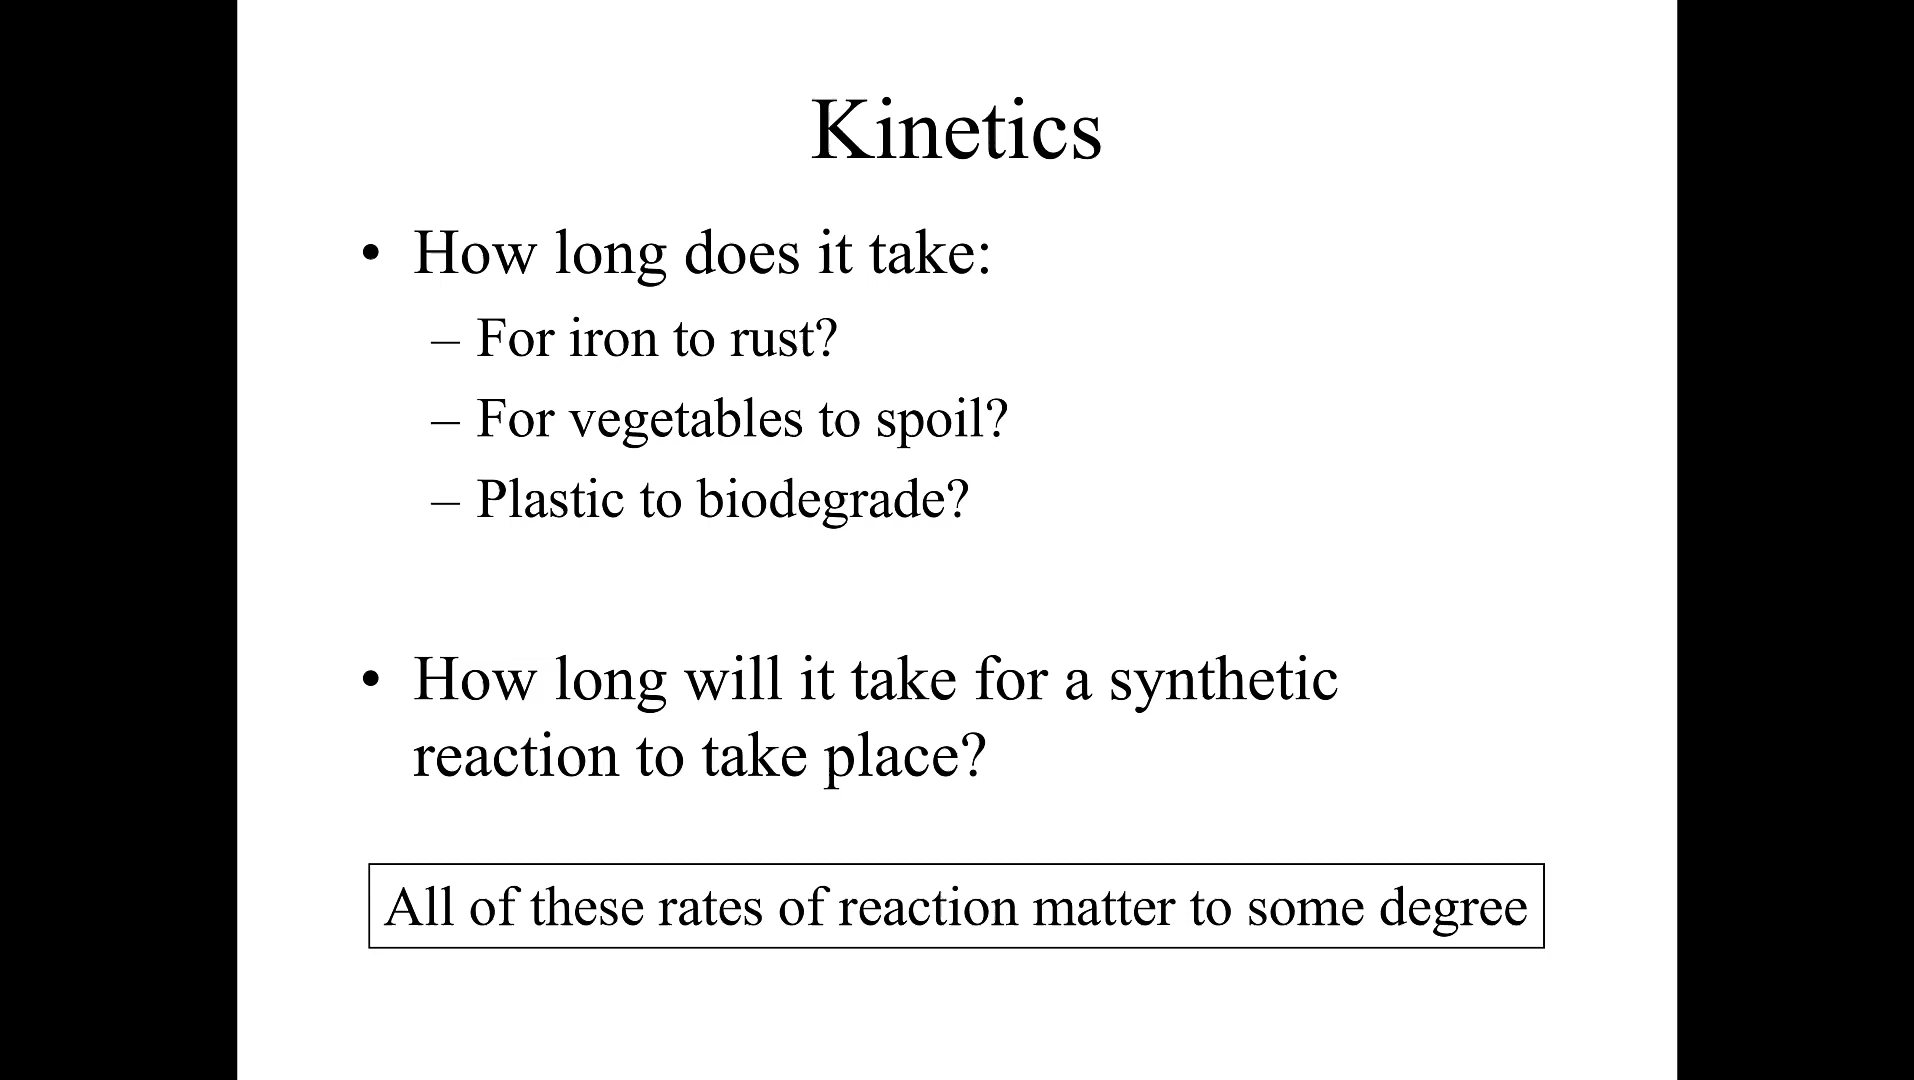 Kinetics
• How long does it take:
– For iron to rust?
– For vegetables to spoil?
– Plastic to biodegrade?
• How long will it take for a synthetic
reaction to take place?
All of these rates of reaction matter to some degree